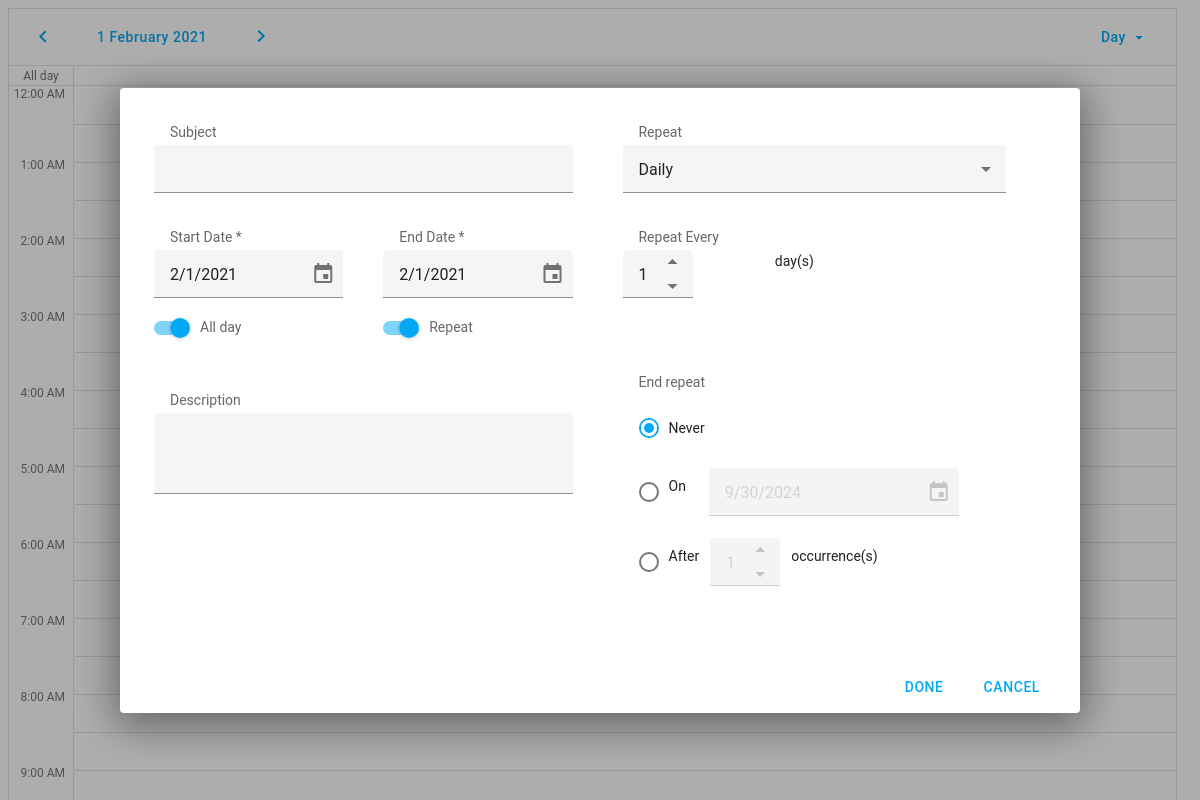 1 February 2021
Day
All day
12:00 AM
1:00 AM
2:00 AM
3:00 AM
4:00 AM
5:00 AM
6:00 AM
7:00 AM
8:00 AM
9:00 AM
Subject
Start Date *
End Date *
2/1/2021
2/1/2021
All day
Repeat
Description
Repeat
Daily
Repeat Every
1
day(s)
End repeat
Never
On
9/30/2024
After
1
occurrence(s)
DONE
CANCEL